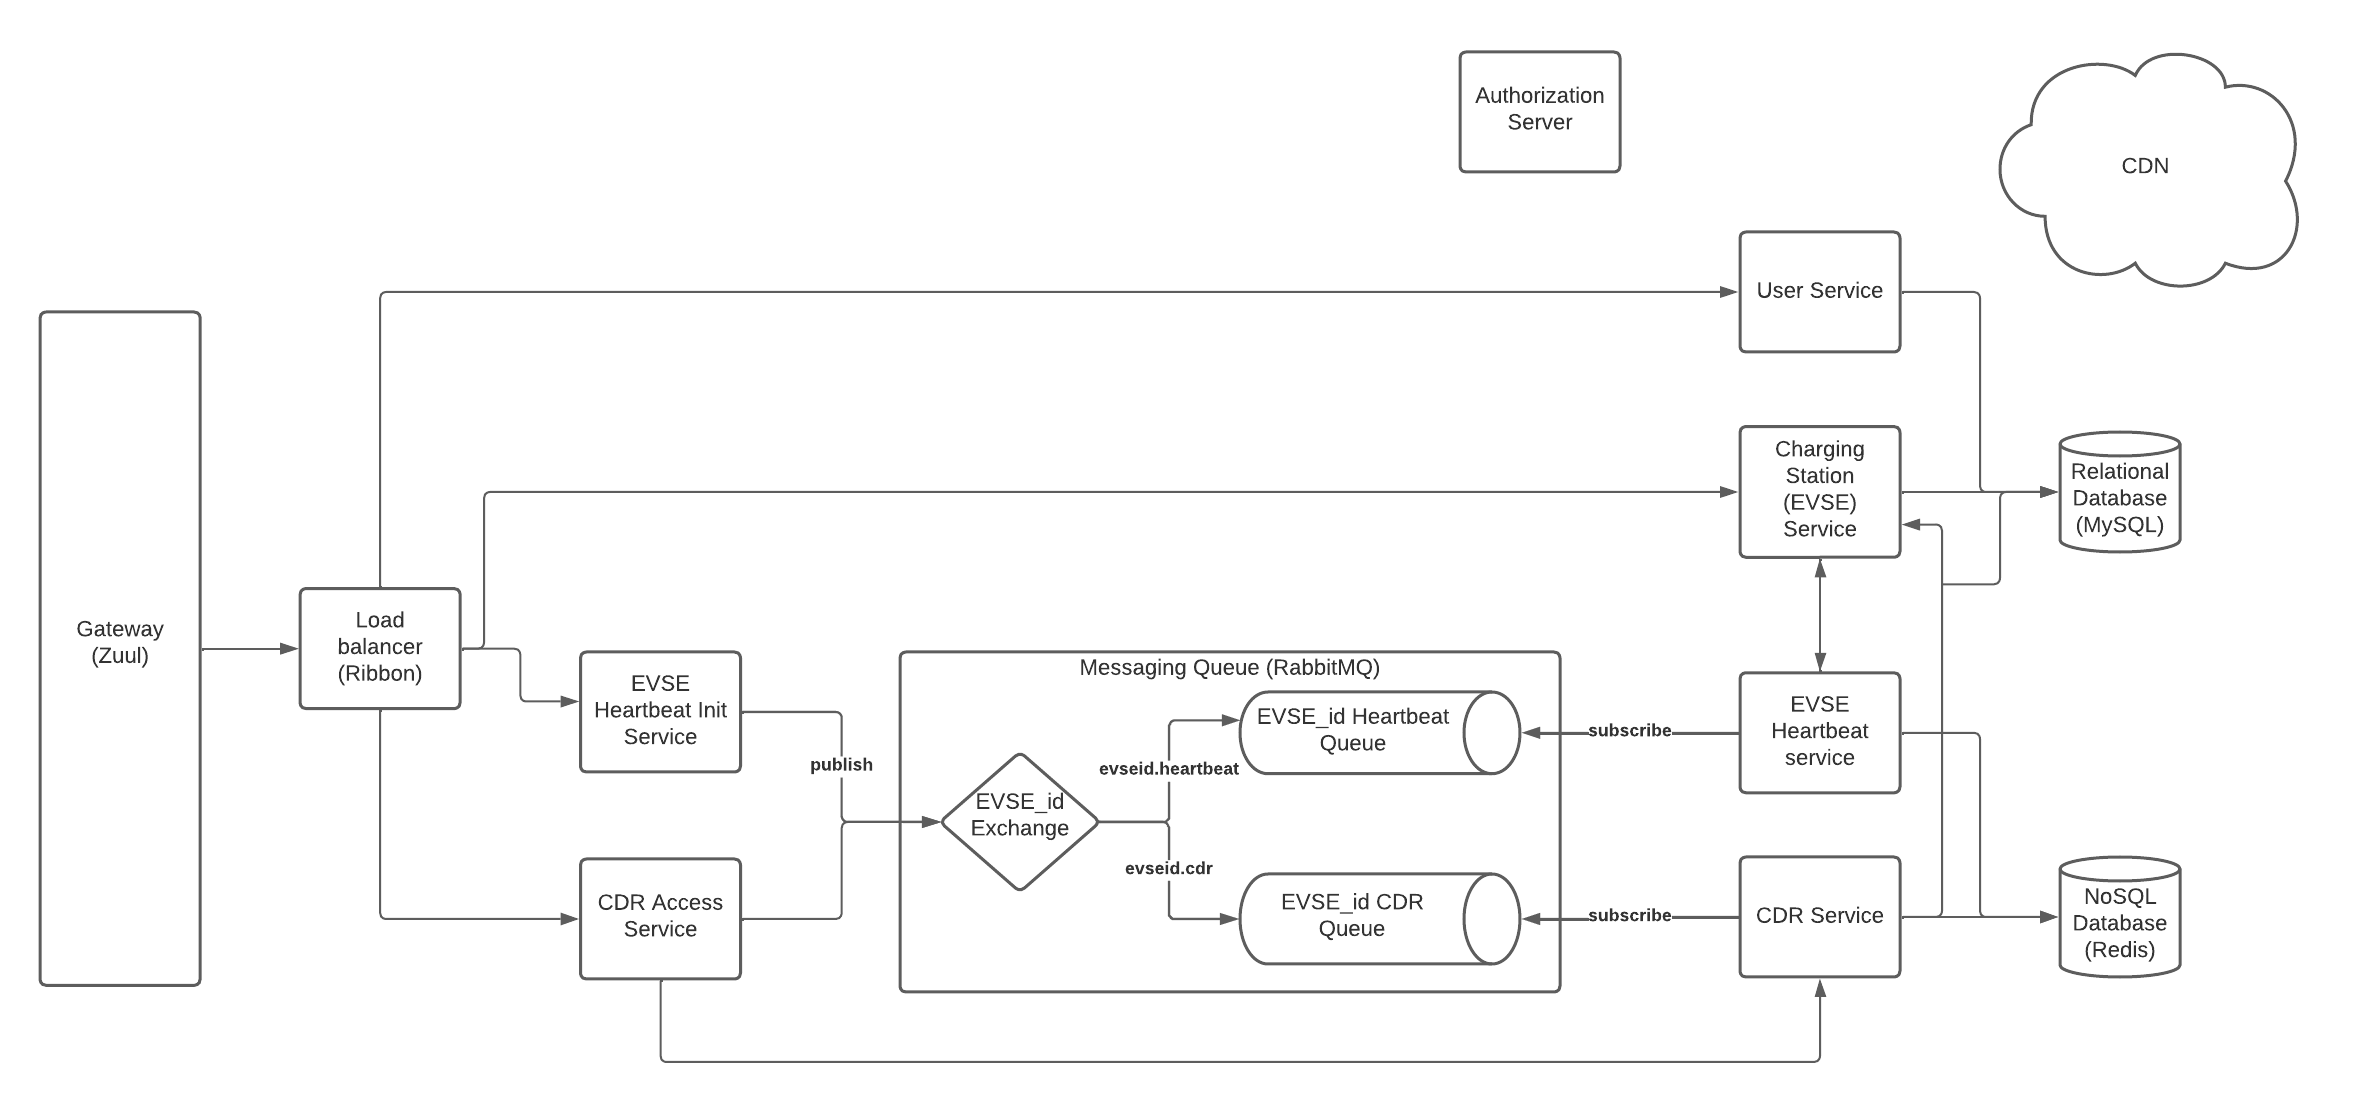 Authorization
Server
CDN
User Service
Charging
Station
(EVSE)
Service
Relational
Database
(MySQL)
Gateway
(Zuul)
Load
balancer
(Ribbon)
EVSE
Heartbeat Init
Service
publish
CDR Access
Service
Messaging Queue (RabbitMQ)
EVSE_id
Exchange
evseid.heartbeat
evseid.cdr
EVSE_id Heartbeat
Queue
EVSE_id CDR
Queue
subscribe
subscribe
EVSE
Heartbeat
service
CDR Service
NoSQL
Database
(Redis)